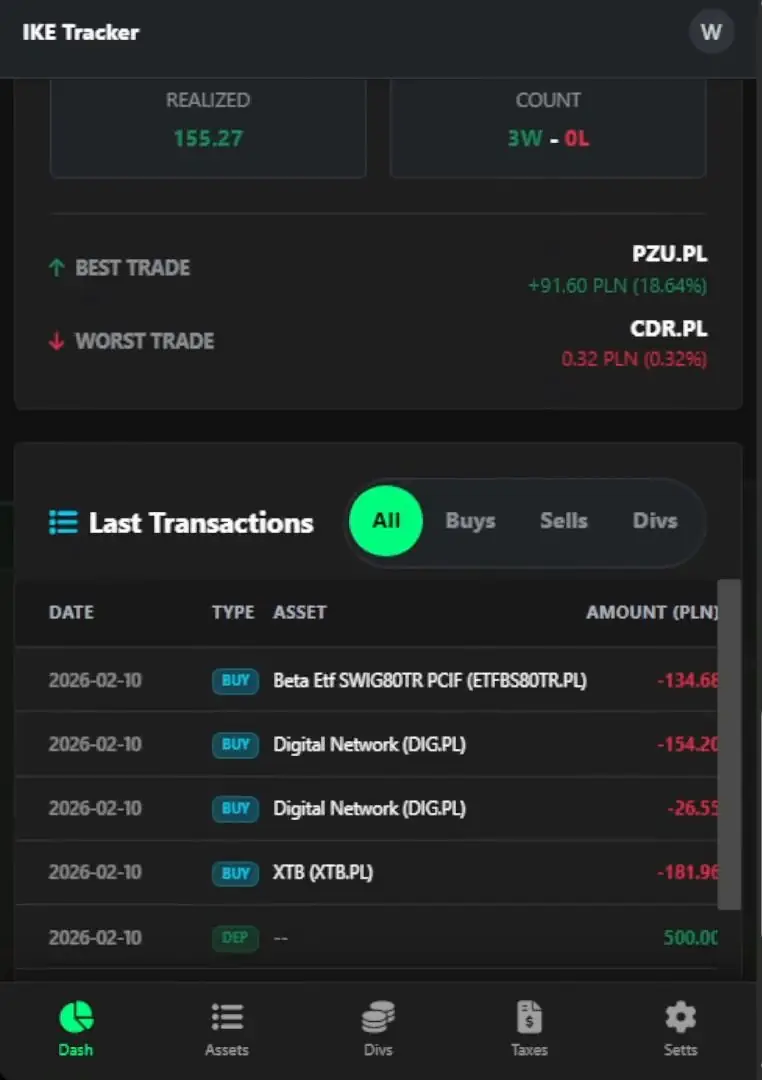 IKE Tracker
W
REALIZED
COUNT
155.27
3W - 0L
BEST TRADE
PZU.PL
+91.60 PLN (18.64%)
WORST TRADE
CDR.PL
0.32 PLN (0.32%)
Last Transactions
All Buys Sells Divs
DATE TYPE ASSET AMOUNT (PLN)
2026-02-10 BUY Beta Etf SWIG80TR PCIF (ETFBS80TR.PL) -134.68
2026-02-10 BUY Digital Network (DIG.PL) -154.20
2026-02-10 BUY Digital Network (DIG.PL) -26.55
2026-02-10 BUY XTB (XTB.PL) -181.96
2026-02-10 DEP -- 500.00
Dash Assets Divs Taxes Setts